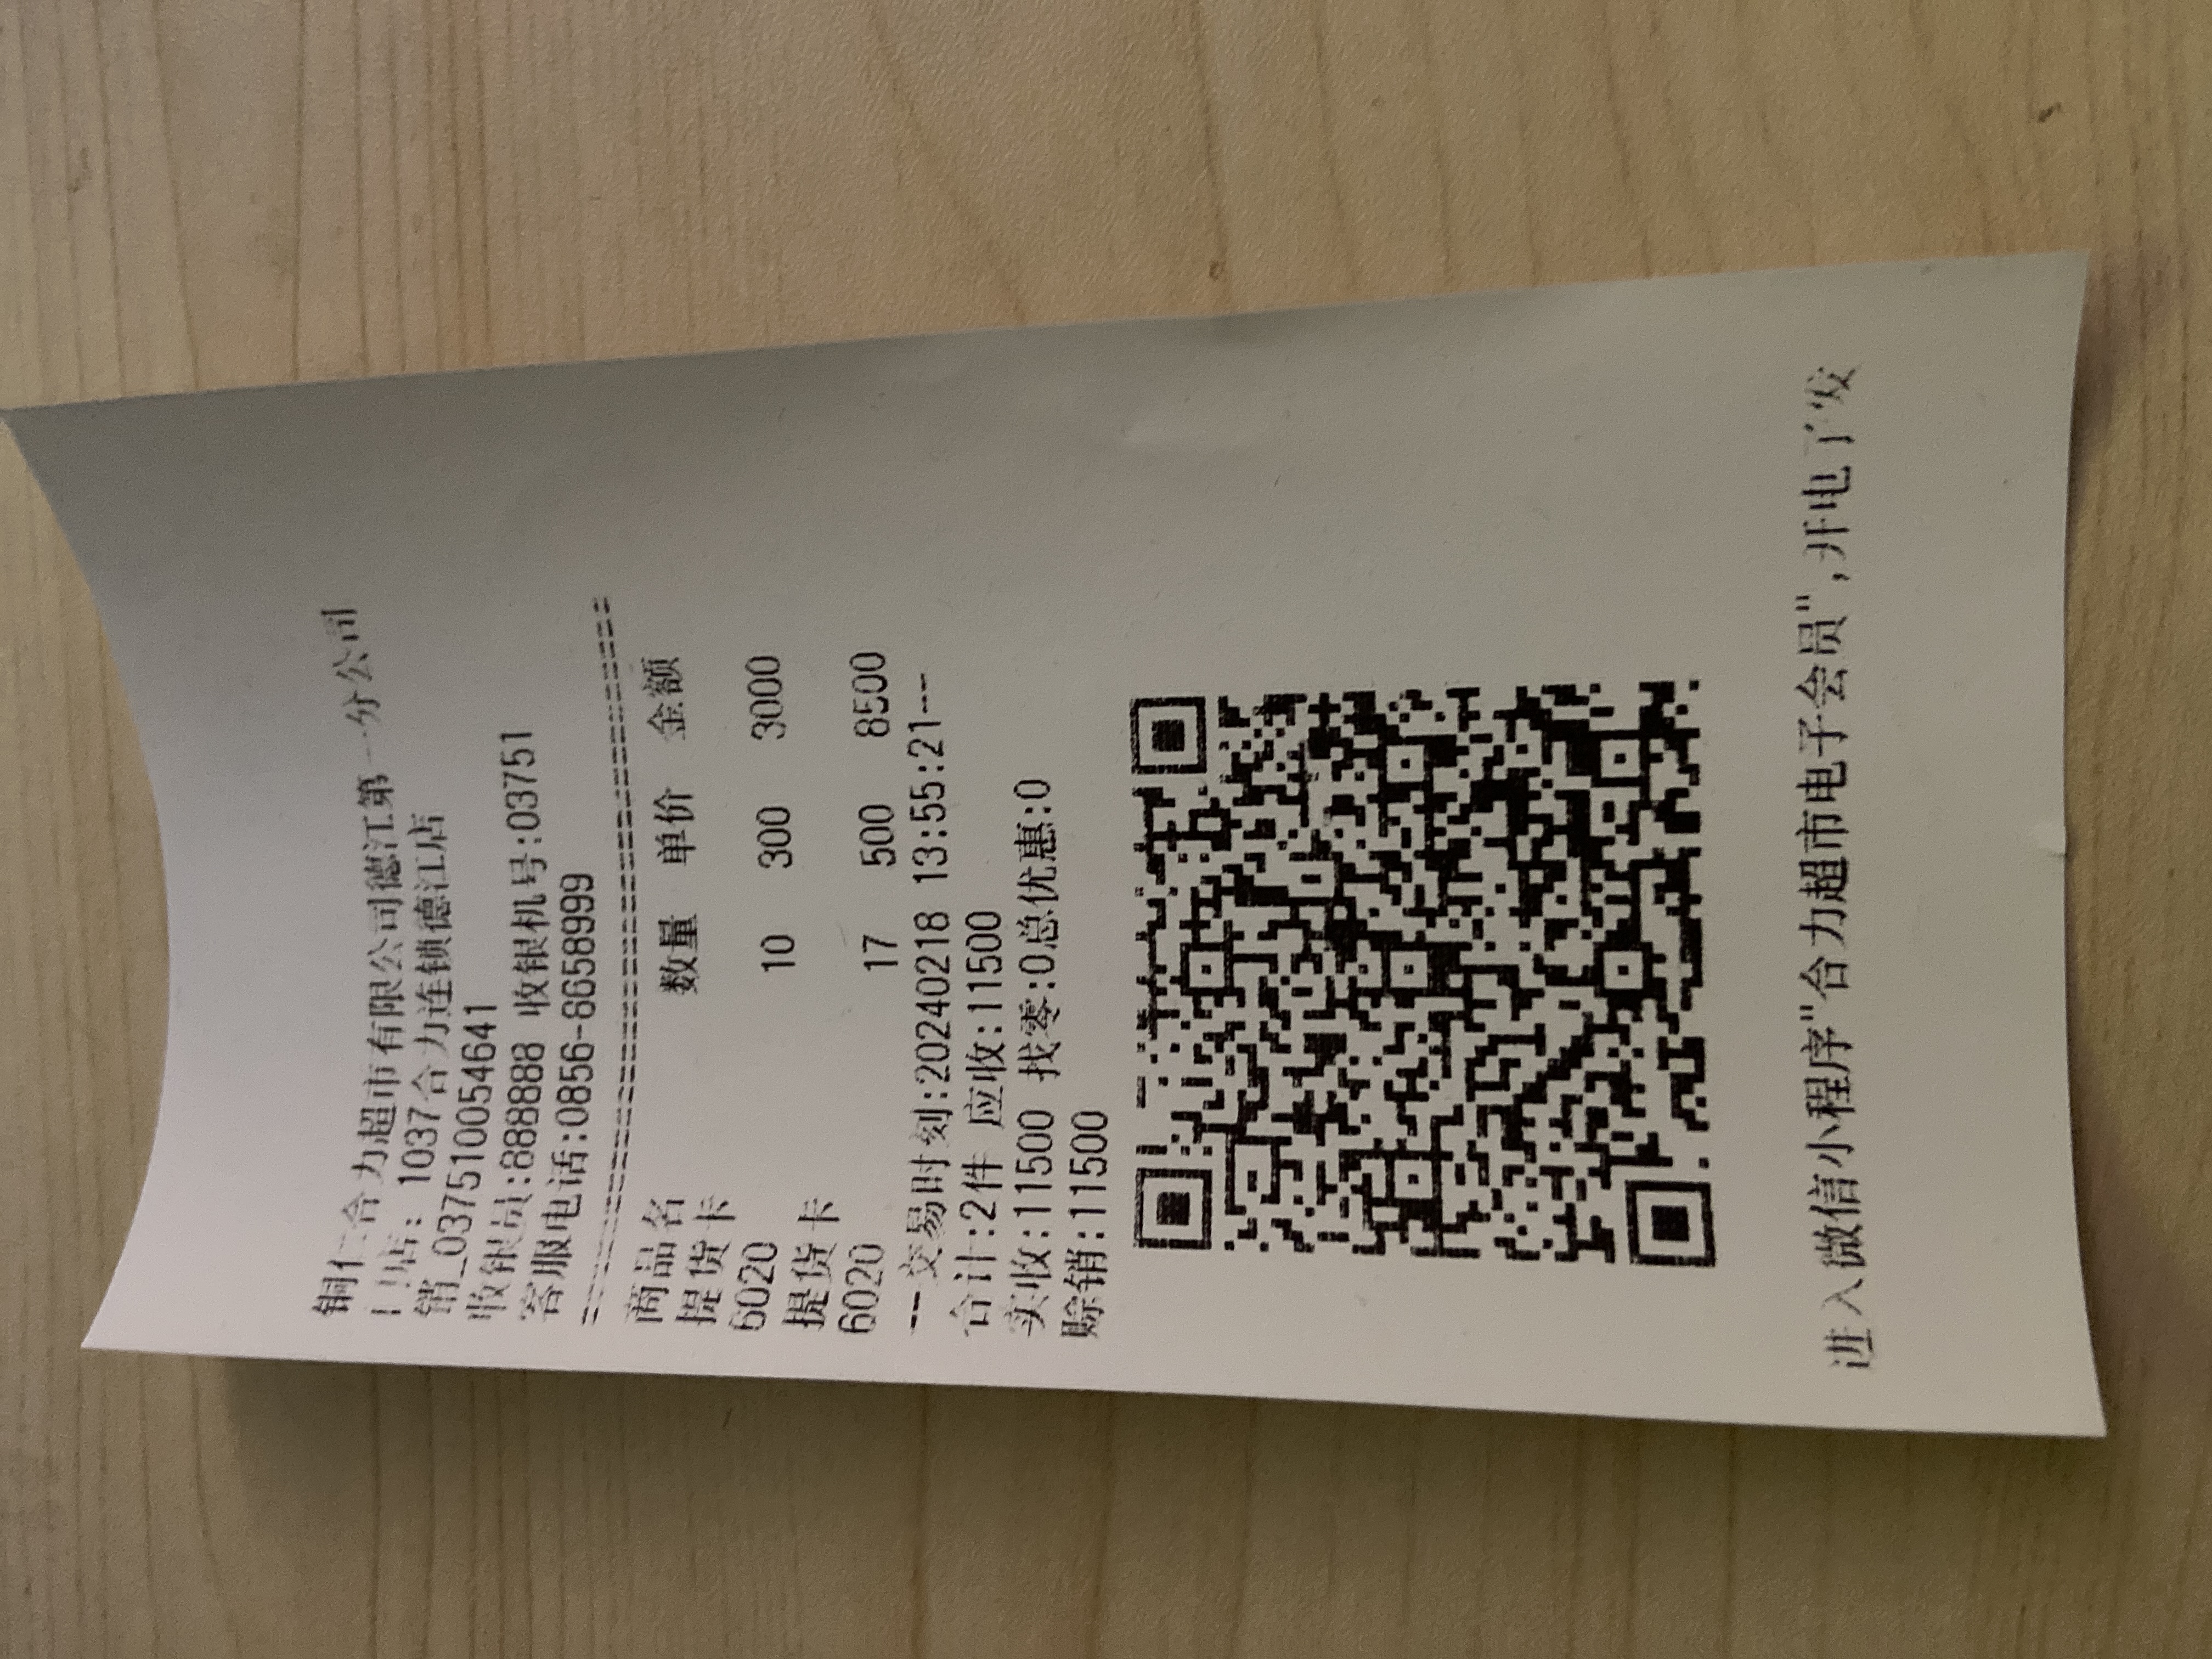 铜仁合力超市有限公司德江第一分公司
门店: 1037合力连锁德江店
销_037510054641
收银员:888888 收银机号:03751
客服电话:0856-8658999
================================
商品名 数量 单价 金额
提货卡
6020 10 300 3000
提货卡
6020 17 500 8500
--交易时刻:20240218 13:55:21---
合计:2件 应收:11500
实收:11500 找零:0总优惠:0
赊销:11500
进入微信小程序"合力超市电子会员",开电子发